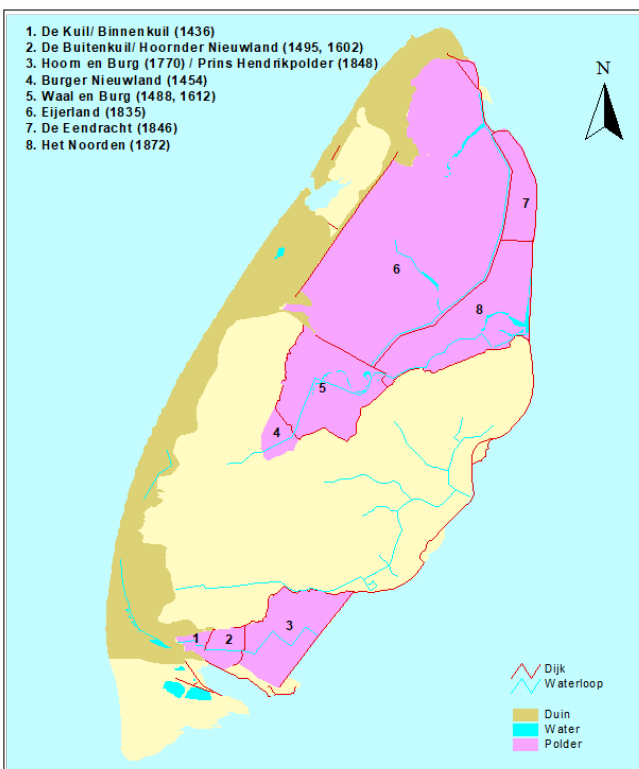 1. De Kuil/ Binnenkuil (1436)
2. De Buitenkuil/ Hoornder Nieuwland (1495, 1602)
3. Hoorn en Burg (1770) / Prins Hendrikpolder (1848)
4. Burger Nieuwland (1454)
5. Waal en Burg (1488, 1612)
6. Eijerland (1835)
7. De Eendracht (1846)
8. Het Noorden (1872)
N
7
6
8
5
4
3
1 2
Dijk
Waterloop
Duin
Water
Polder